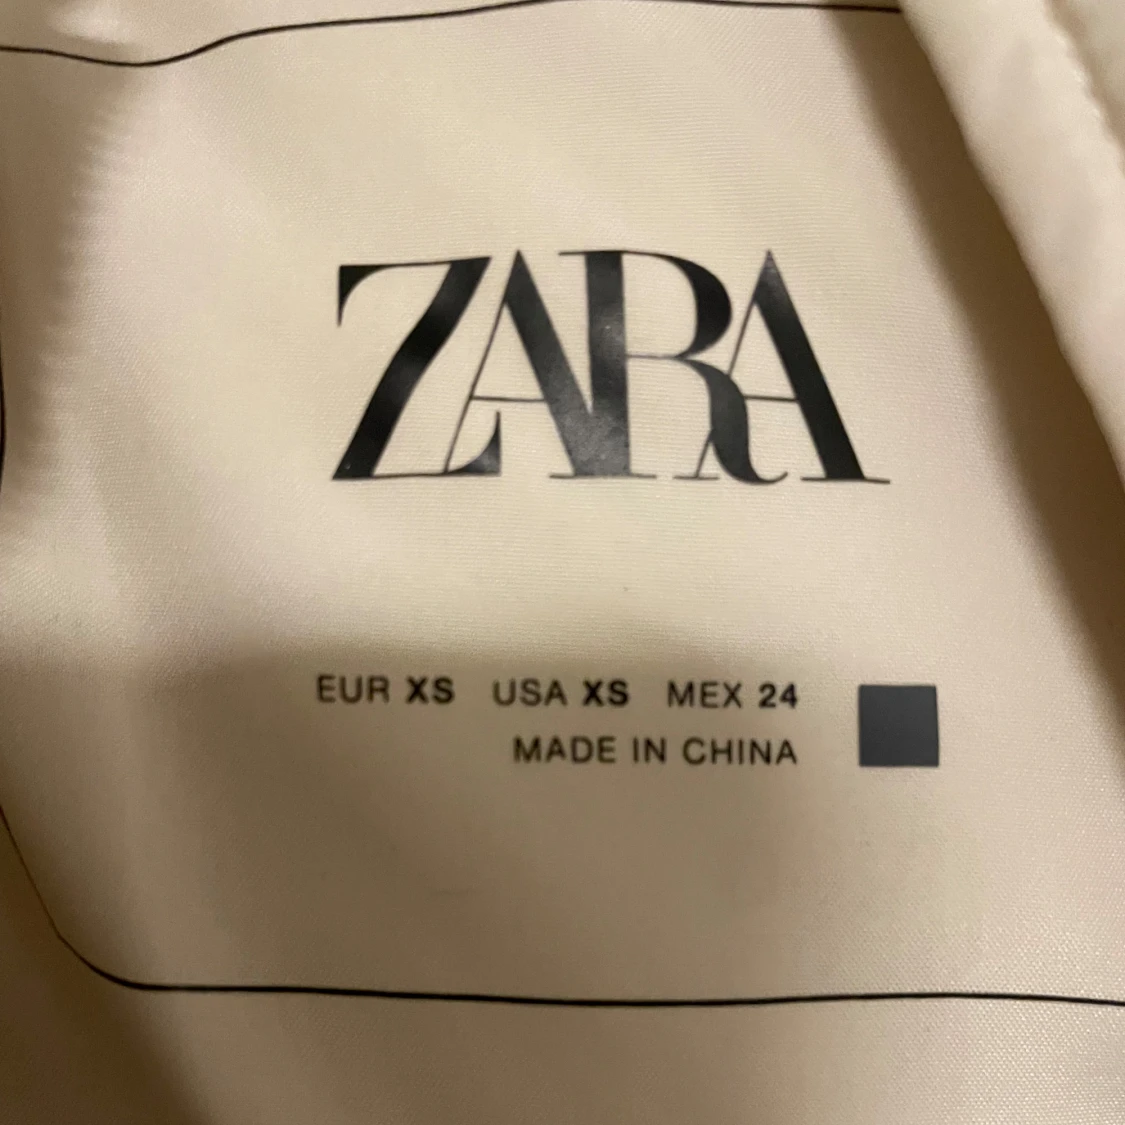 ZARA
EUR XS USA XS MEX 24
MADE IN CHINA